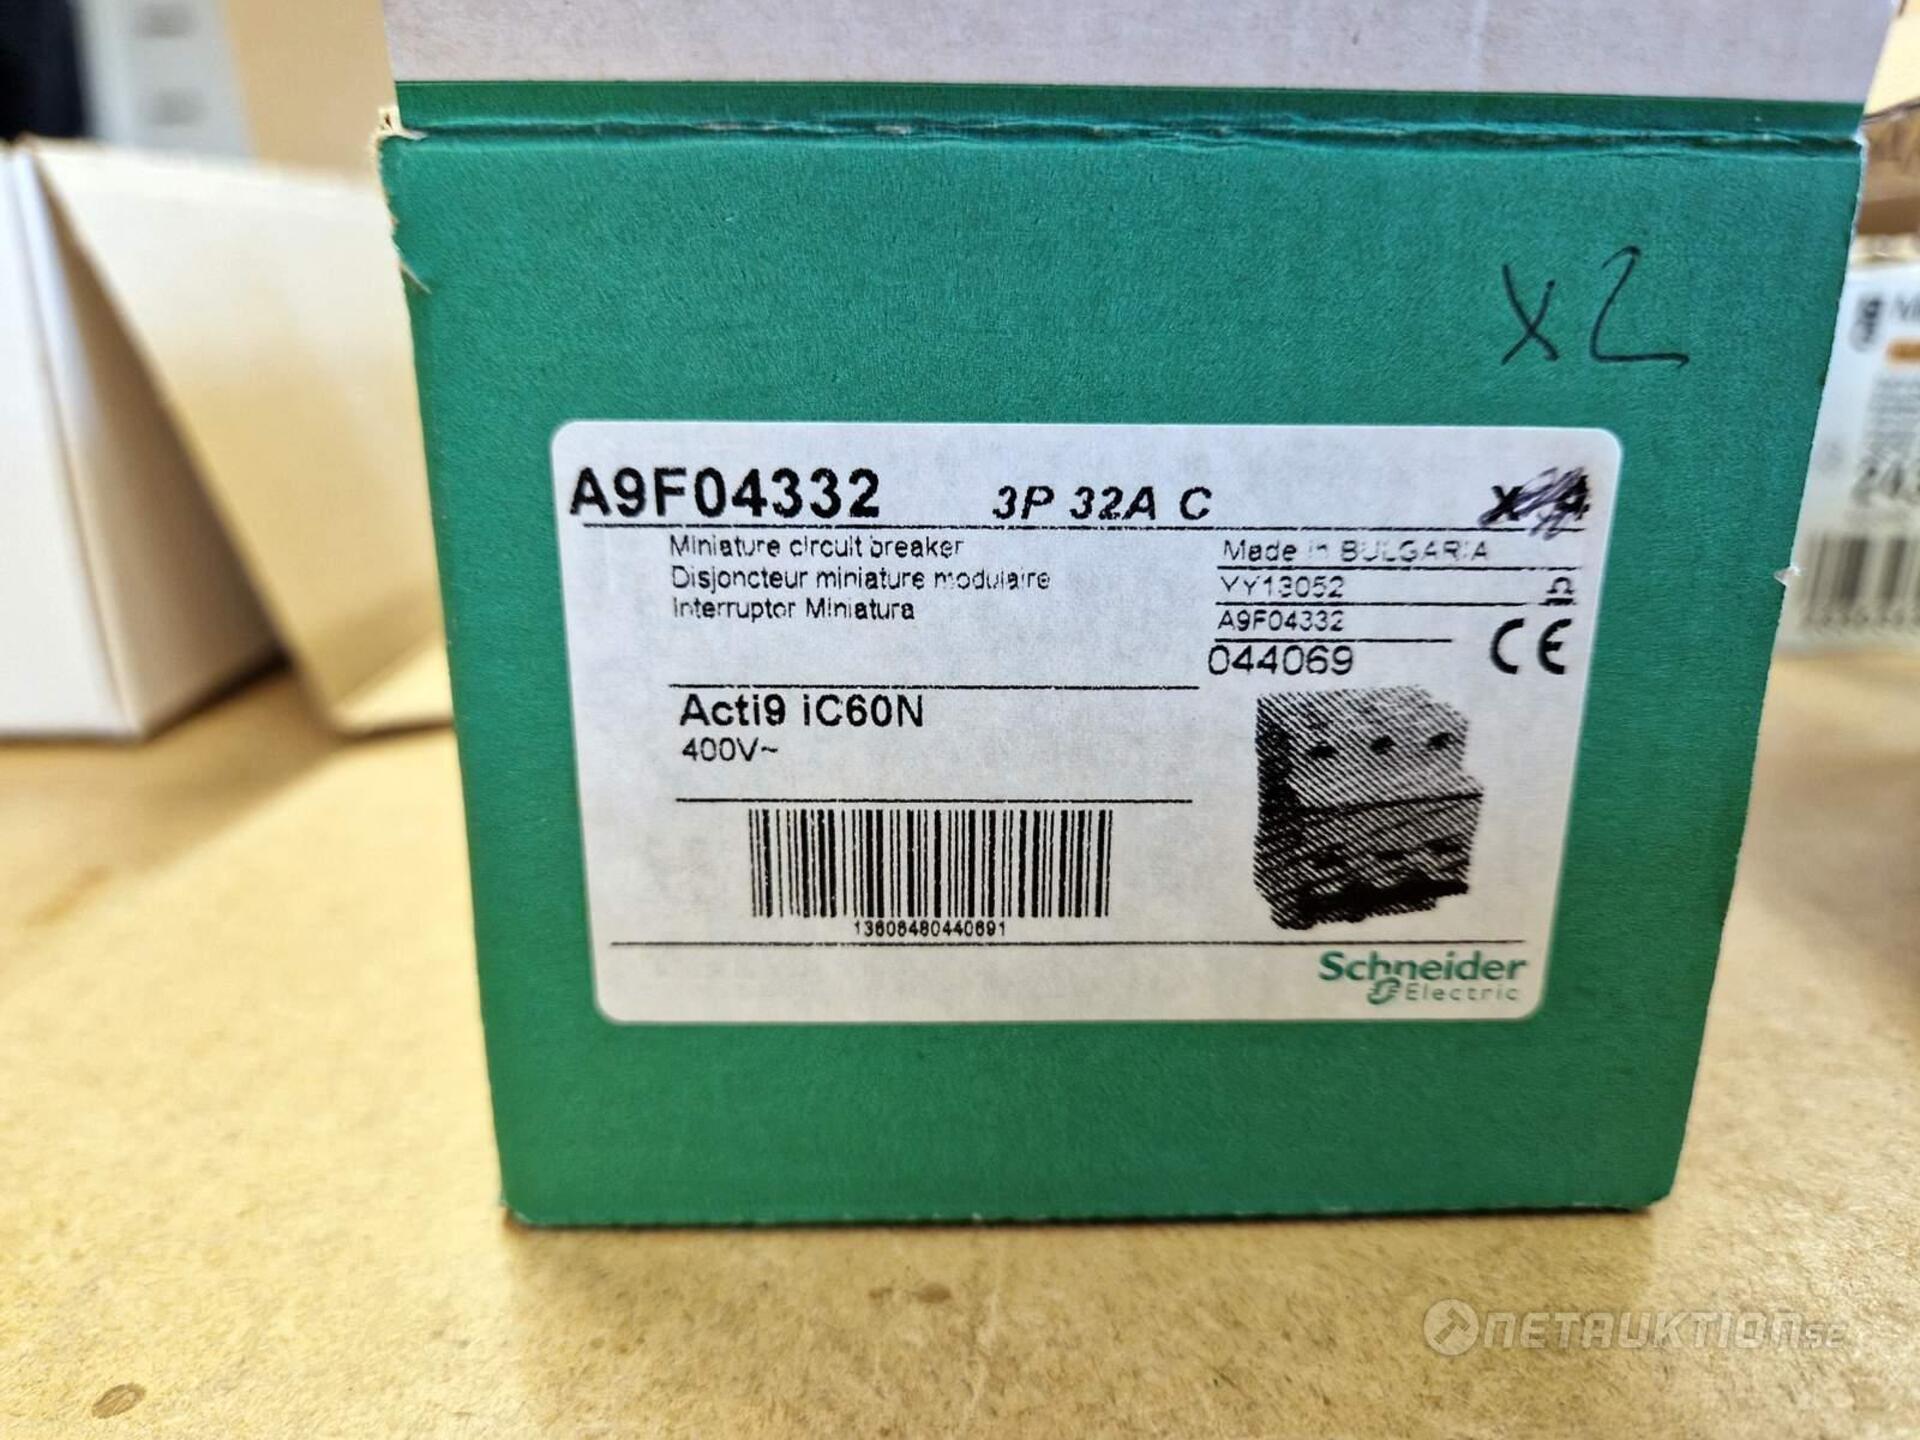 x2
A9F04332 3P 32A C
Miniature circuit breaker
Disjoncteur miniature modulaire
Interruptor Miniatura
Made in BULGARIA
YY13052
A9F04332
044069
CE
Acti9 iC60N
400V~
13606480440691
Schneider
Electric
NETAUKTION.SE